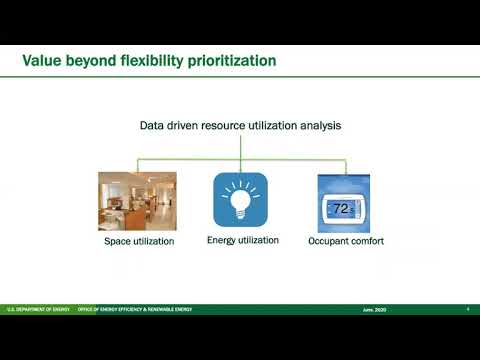 Value beyond flexibility prioritization
Data driven resource utilization analysis
72
Space utilization
Energy utilization
Occupant comfort
U.S. DEPARTMENT OF ENERGY OFFICE OF ENERGY EFFICIENCY & RENEWABLE ENERGY June, 2020